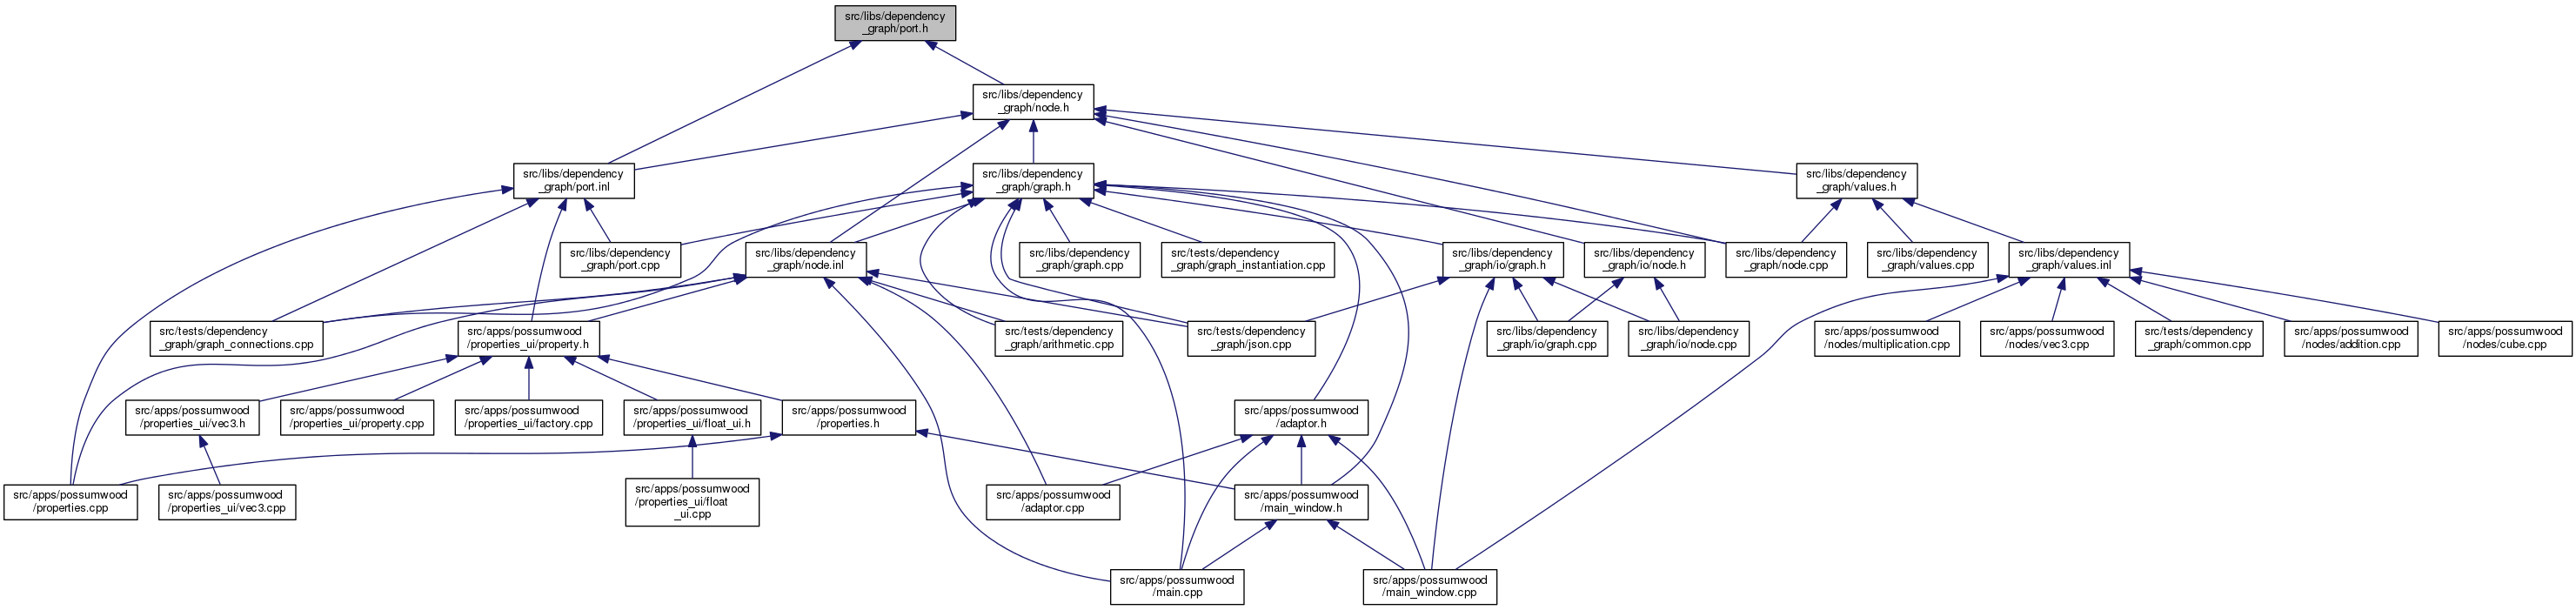 src/libs/dependency
_graph/port.h
src/libs/dependency
_graph/node.h
src/libs/dependency
_graph/port.inl
src/libs/dependency
_graph/graph.h
src/libs/dependency
_graph/values.h
src/libs/dependency
_graph/port.cpp
src/libs/dependency
_graph/node.inl
src/libs/dependency
_graph/graph.cpp
src/tests/dependency
_graph/graph_instantiation.cpp
src/libs/dependency
_graph/io/graph.h
src/libs/dependency
_graph/io/node.h
src/libs/dependency
_graph/node.cpp
src/libs/dependency
_graph/values.cpp
src/libs/dependency
_graph/values.inl
src/tests/dependency
_graph/graph_connections.cpp
src/apps/possumwood
/properties_ui/property.h
src/tests/dependency
_graph/arithmetic.cpp
src/tests/dependency
_graph/json.cpp
src/libs/dependency
_graph/io/graph.cpp
src/libs/dependency
_graph/io/node.cpp
src/apps/possumwood
/nodes/multiplication.cpp
src/apps/possumwood
/nodes/vec3.cpp
src/tests/dependency
_graph/common.cpp
src/apps/possumwood
/nodes/addition.cpp
src/apps/possumwood
/nodes/cube.cpp
src/apps/possumwood
/properties_ui/vec3.h
src/apps/possumwood
/properties_ui/property.cpp
src/apps/possumwood
/properties_ui/factory.cpp
src/apps/possumwood
/properties_ui/float_ui.h
src/apps/possumwood
/properties.h
src/apps/possumwood
/adaptor.h
src/apps/possumwood
/properties.cpp
src/apps/possumwood
/properties_ui/vec3.cpp
src/apps/possumwood
/properties_ui/float
_ui.cpp
src/apps/possumwood
/adaptor.cpp
src/apps/possumwood
/main_window.h
src/apps/possumwood
/main.cpp
src/apps/possumwood
/main_window.cpp